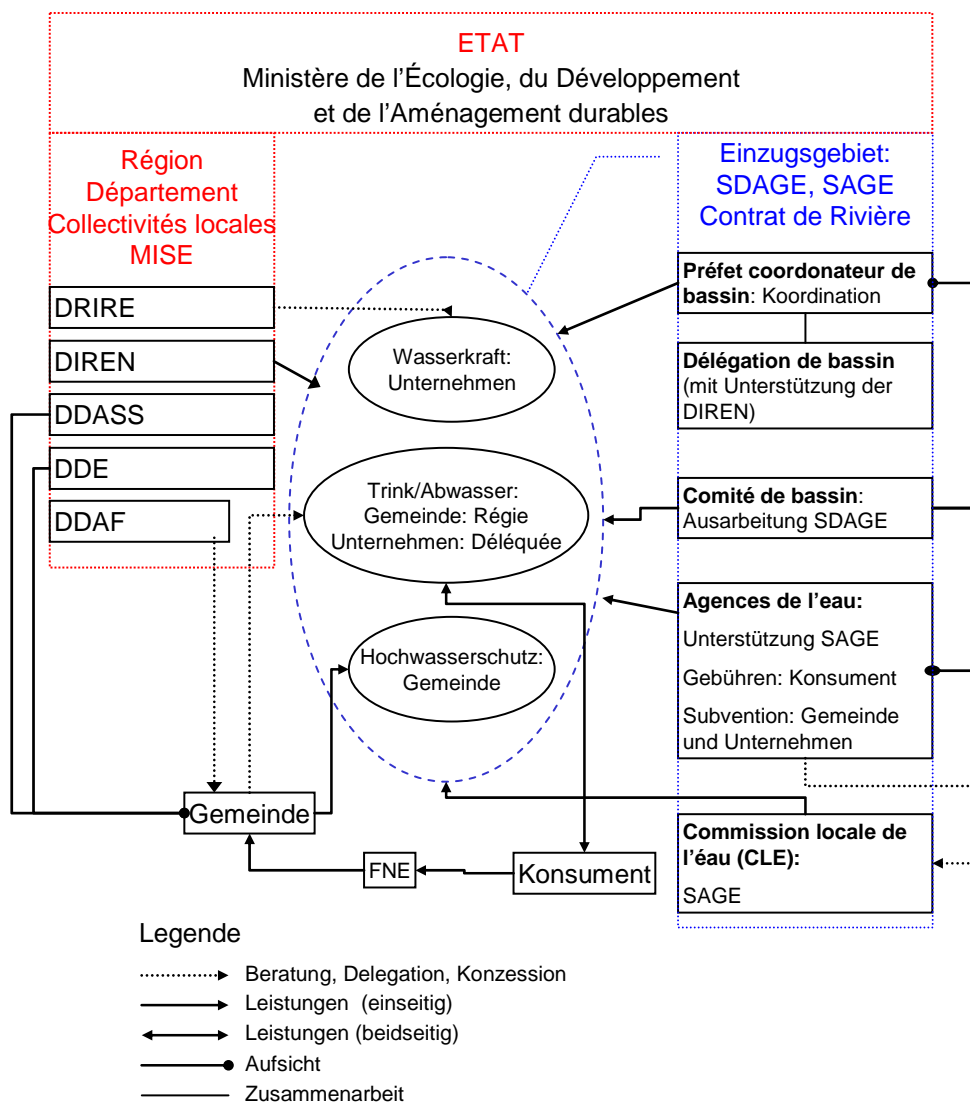 ETAT
Ministère de l'Écologie, du Développement
et de l'Aménagement durables
Région
Département
Collectivités locales
MISE
DRIRE
DIREN
DDASS
DDE
DDAF
Wasserkraft:
Unternehmen
Trink/Abwasser:
Gemeinde: Régie
Unternehmen: Déléquée
Hochwasserschutz:
Gemeinde
Gemeinde
FNE
Konsument
Einzugsgebiet:
SDAGE, SAGE
Contrat de Rivière
Préfet coordonateur de
bassin: Koordination
Délégation de bassin
(mit Unterstützung der
DIREN)
Comité de bassin:
Ausarbeitung SDAGE
Agences de l'eau:
Unterstützung SAGE
Gebühren: Konsument
Subvention: Gemeinde
und Unternehmen
Commission locale de
l'éau (CLE):
SAGE
Legende
Beratung, Delegation, Konzession
Leistungen (einseitig)
Leistungen (beidseitig)
Aufsicht
Zusammenarbeit